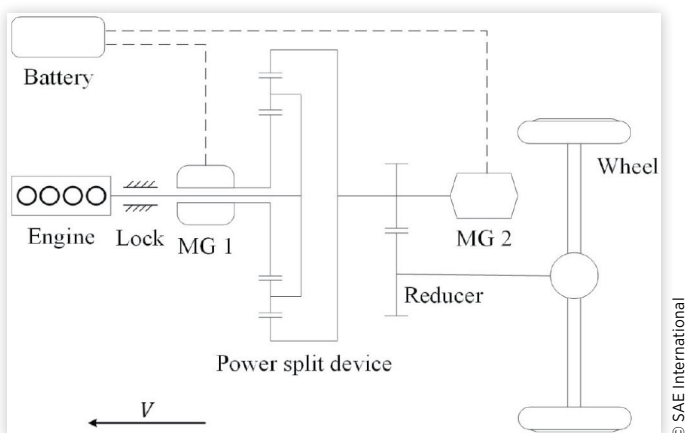 Battery
Wheel
Engine
Lock
MG 1
MG 2
Reducer
Power split device
V
© SAE International